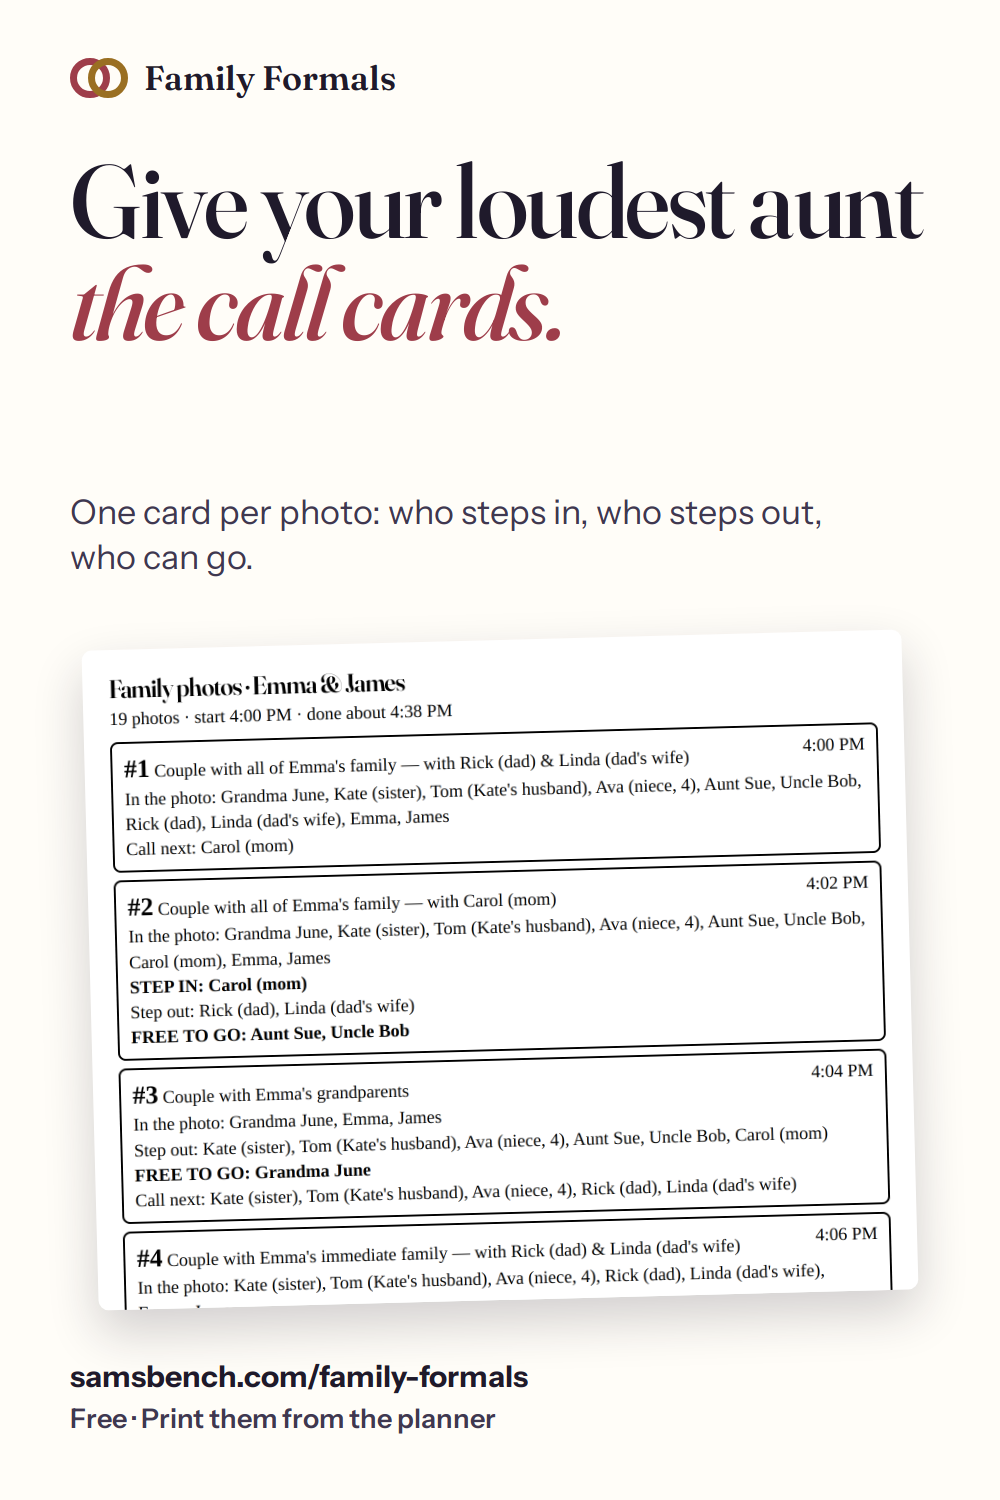 Family Formals
Give your loudest aunt
the call cards.
One card per photo: who steps in, who steps out,
who can go.
Family photos · Emma & James
19 photos · start 4:00 PM · done about 4:38 PM
#1 Couple with all of Emma's family — with Rick (dad) & Linda (dad's wife) 4:00 PM
In the photo: Grandma June, Kate (sister), Tom (Kate's husband), Ava (niece, 4), Aunt Sue, Uncle Bob,
Rick (dad), Linda (dad's wife), Emma, James
Call next: Carol (mom)
#2 Couple with all of Emma's family — with Carol (mom) 4:02 PM
In the photo: Grandma June, Kate (sister), Tom (Kate's husband), Ava (niece, 4), Aunt Sue, Uncle Bob,
Carol (mom), Emma, James
STEP IN: Carol (mom)
Step out: Rick (dad), Linda (dad's wife)
FREE TO GO: Aunt Sue, Uncle Bob
#3 Couple with Emma's grandparents 4:04 PM
In the photo: Grandma June, Emma, James
Step out: Kate (sister), Tom (Kate's husband), Ava (niece, 4), Aunt Sue, Uncle Bob, Carol (mom)
FREE TO GO: Grandma June
Call next: Kate (sister), Tom (Kate's husband), Ava (niece, 4), Rick (dad), Linda (dad's wife)
#4 Couple with Emma's immediate family — with Rick (dad) & Linda (dad's wife) 4:06 PM
In the photo: Kate (sister), Tom (Kate's husband), Ava (niece, 4), Rick (dad), Linda (dad's wife),
samsbench.com/family-formals
Free · Print them from the planner